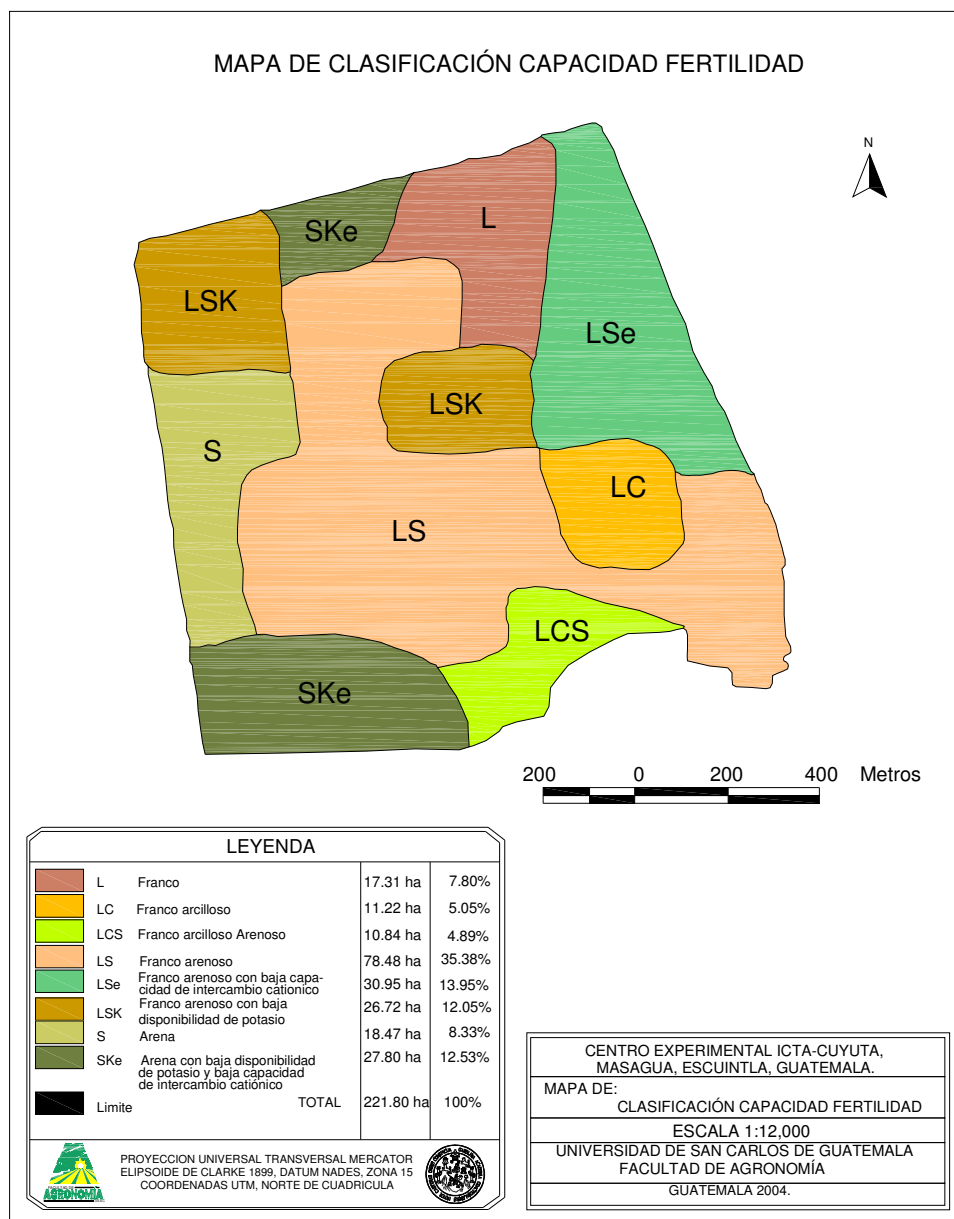 MAPA DE CLASIFICACIÓN CAPACIDAD FERTILIDAD
N
SKe
L
LSK
LSe
LSK
S
LC
LS
LCS
SKe
200 0 200 400 Metros
LEYENDA
L Franco 17.31 ha 7.80%
LC Franco arcilloso 11.22 ha 5.05%
LCS Franco arcilloso Arenoso 10.84 ha 4.89%
LS Franco arenoso 78.48 ha 35.38%
LSe Franco arenoso con baja capa-
cidad de intercambio cationico 30.95 ha 13.95%
LSK Franco arenoso con baja
disponibilidad de potasio 26.72 ha 12.05%
S Arena 18.47 ha 8.33%
SKe Arena con baja disponibilidad
de potasio y baja capacidad
de intercambio catiónico 27.80 ha 12.53%
Limite TOTAL 221.80 ha 100%
AGRONOMÍA
PROYECCION UNIVERSAL TRANSVERSAL MERCATOR
ELIPSOIDE DE CLARKE 1899, DATUM NADES, ZONA 15
COORDENADAS UTM, NORTE DE CUADRICULA
CENTRO EXPERIMENTAL ICTA-CUYUTA,
MASAGUA, ESCUINTLA, GUATEMALA.
MAPA DE:
CLASIFICACIÓN CAPACIDAD FERTILIDAD
ESCALA 1:12,000
UNIVERSIDAD DE SAN CARLOS DE GUATEMALA
FACULTAD DE AGRONOMÍA
GUATEMALA 2004.